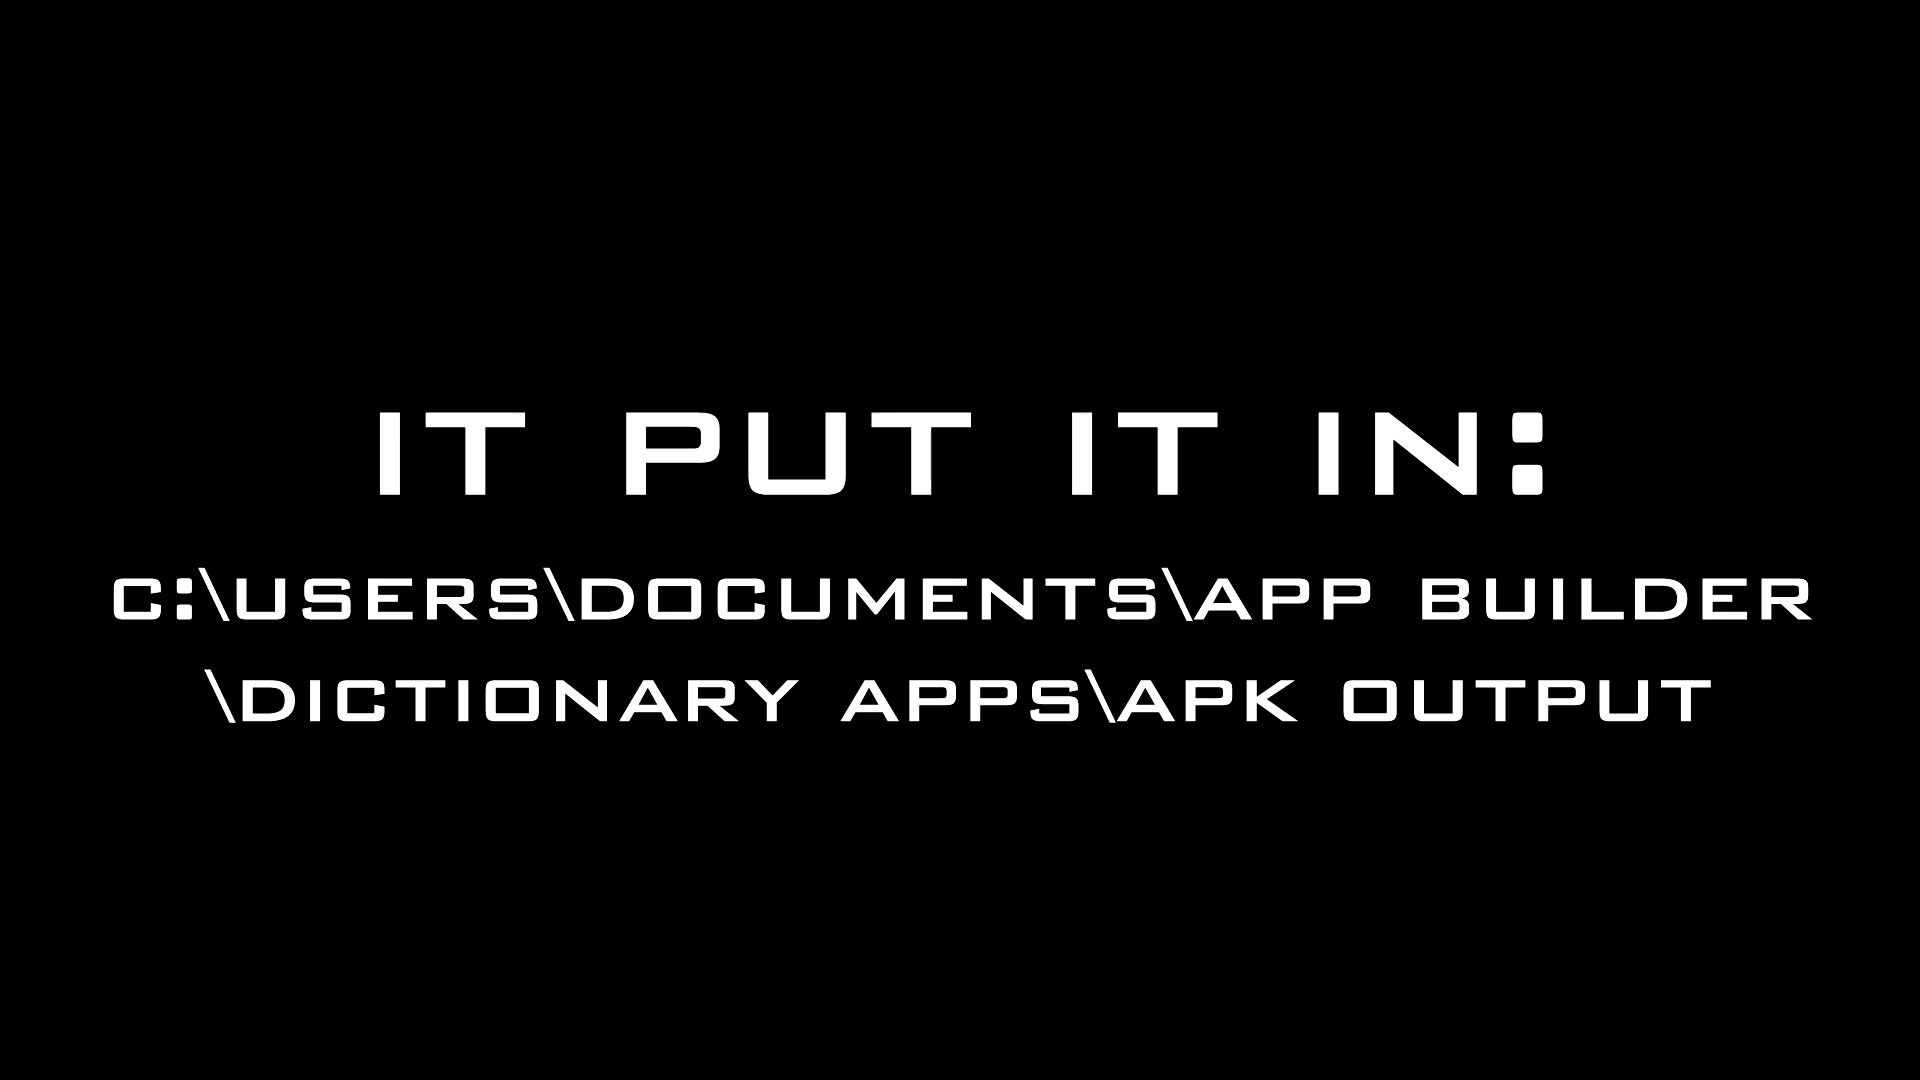 IT PUT IT IN:
C:\USERS\DOCUMENTS\APP BUILDER
\DICTIONARY APPS\APK OUTPUT